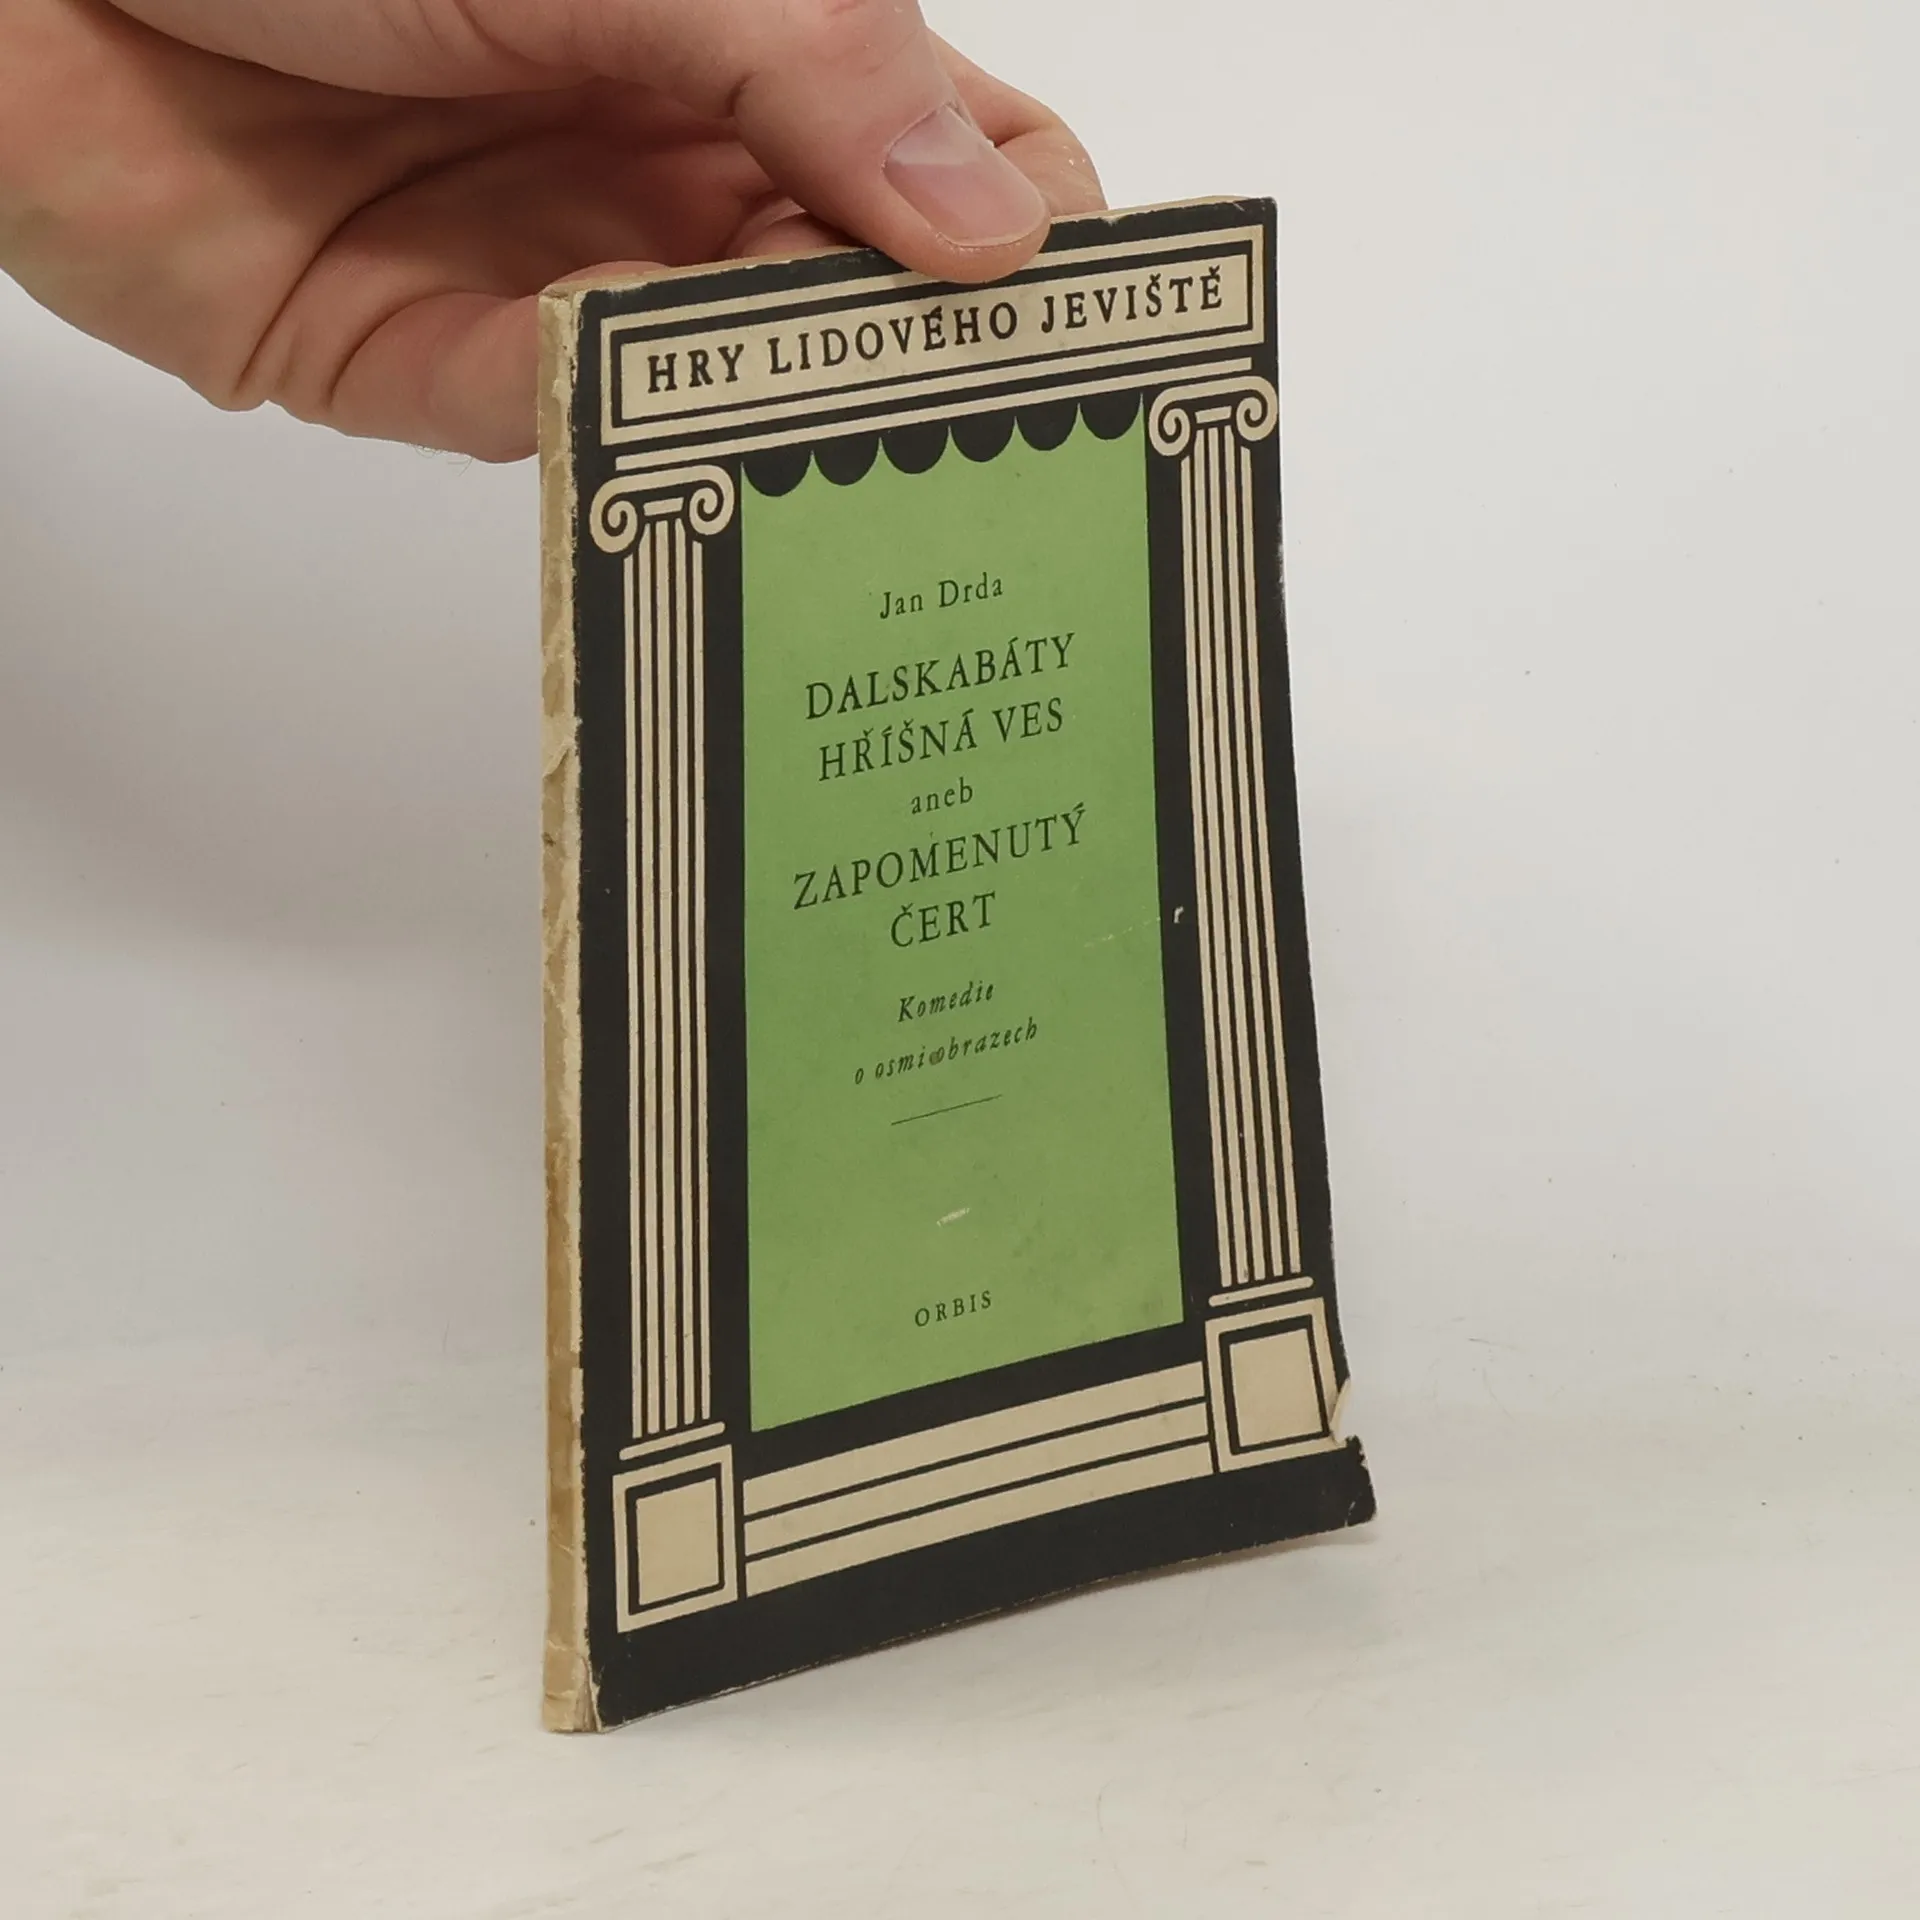 HRY LIDOVÉHO JEVIŠTĚ
Jan Drda
DALSKABÁTY
HŘÍŠNÁ VES
aneb
ZAPOMENUTÝ
ČERT
Komedie
o osmi obrazech
ORBIS